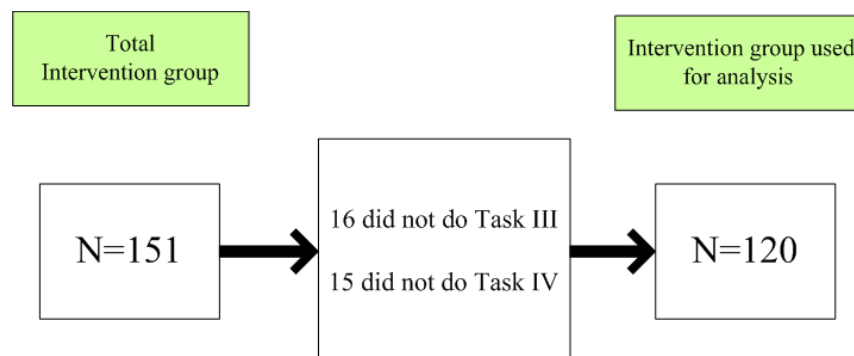 Total
Intervention group
Intervention group used
for analysis
N=151
16 did not do Task III
15 did not do Task IV
N=120